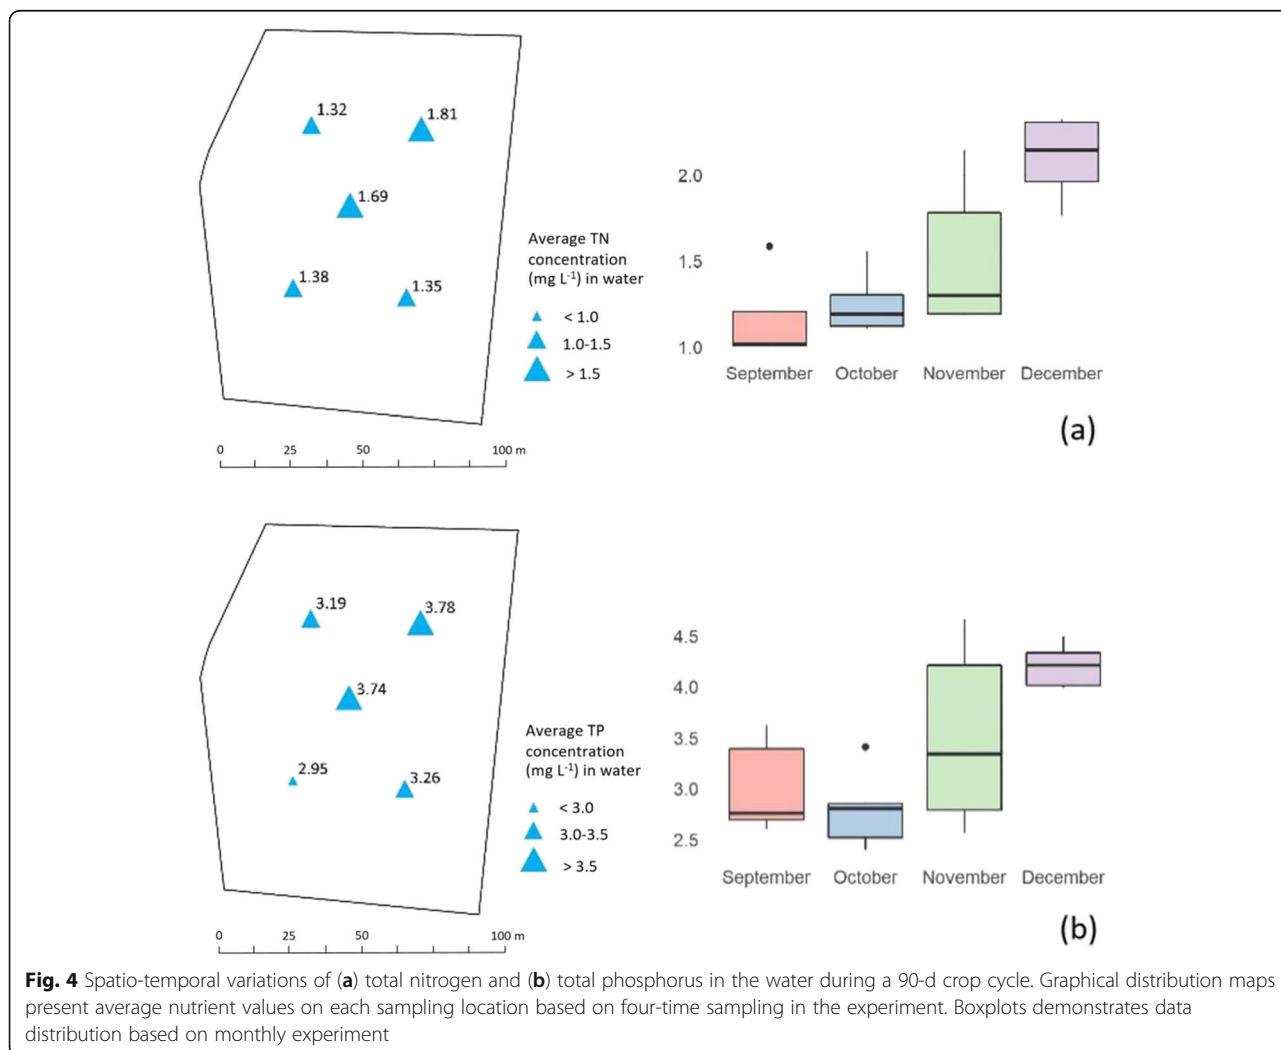 1.32
1.81
1.69
1.38
1.35
Average TN
concentration
(mg L⁻¹) in water
< 1.0
1.0-1.5
> 1.5
0 25 50 100 m
2.0
1.5
1.0
September October November December
(a)
3.19
3.78
3.74
2.95
3.26
Average TP
concentration
(mg L⁻¹) in water
< 3.0
3.0-3.5
> 3.5
0 25 50 100 m
4.5
4.0
3.5
3.0
2.5
September October November December
(b)
Fig. 4 Spatio-temporal variations of (a) total nitrogen and (b) total phosphorus in the water during a 90-d crop cycle. Graphical distribution maps
present average nutrient values on each sampling location based on four-time sampling in the experiment. Boxplots demonstrates data
distribution based on monthly experiment